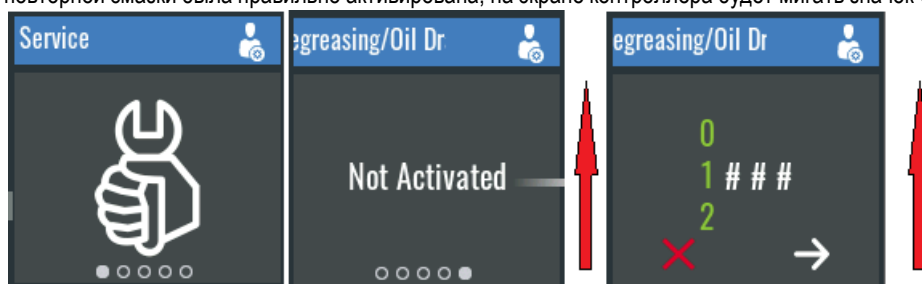 повторной смазки была правильно активирована, на экране контроллера будет мигать значок
Service
egreasing/Oil Dr
egreasing/Oil Dr
Not Activated
0
1 # # #
2